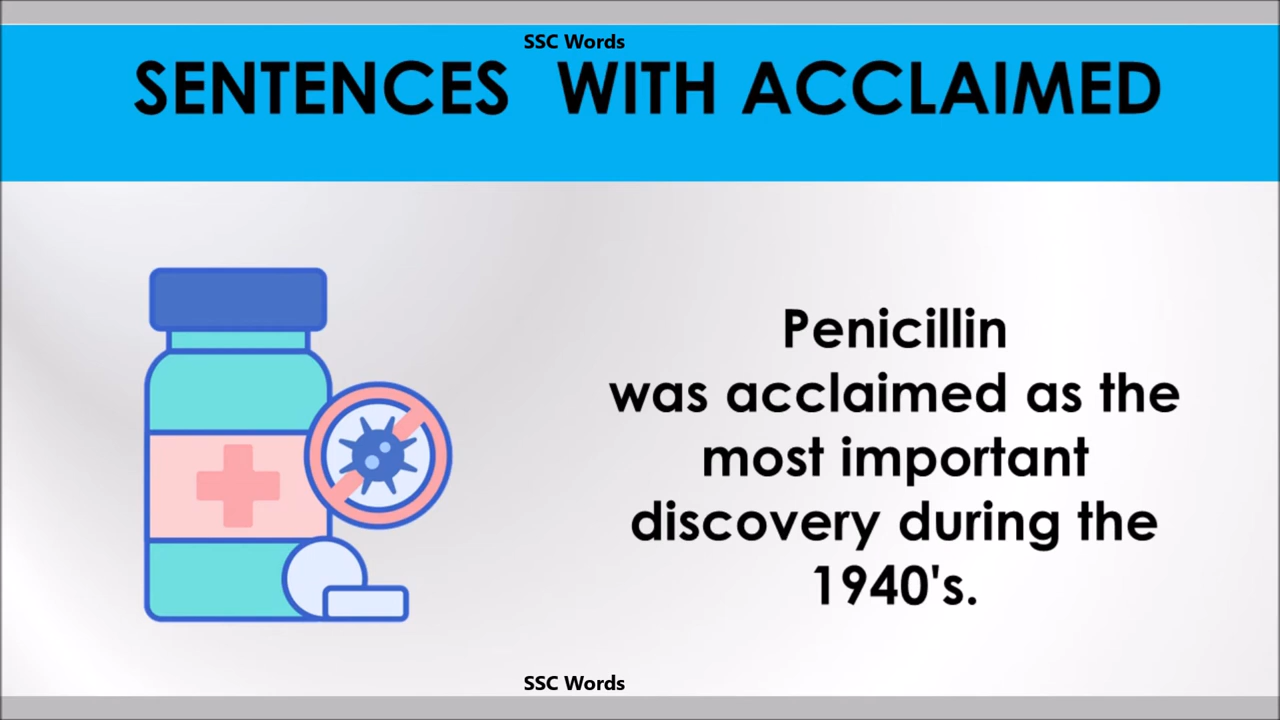 SSC Words
SENTENCES WITH ACCLAIMED
Penicillin
was acclaimed as the
most important
discovery during the
1940's.
SSC Words